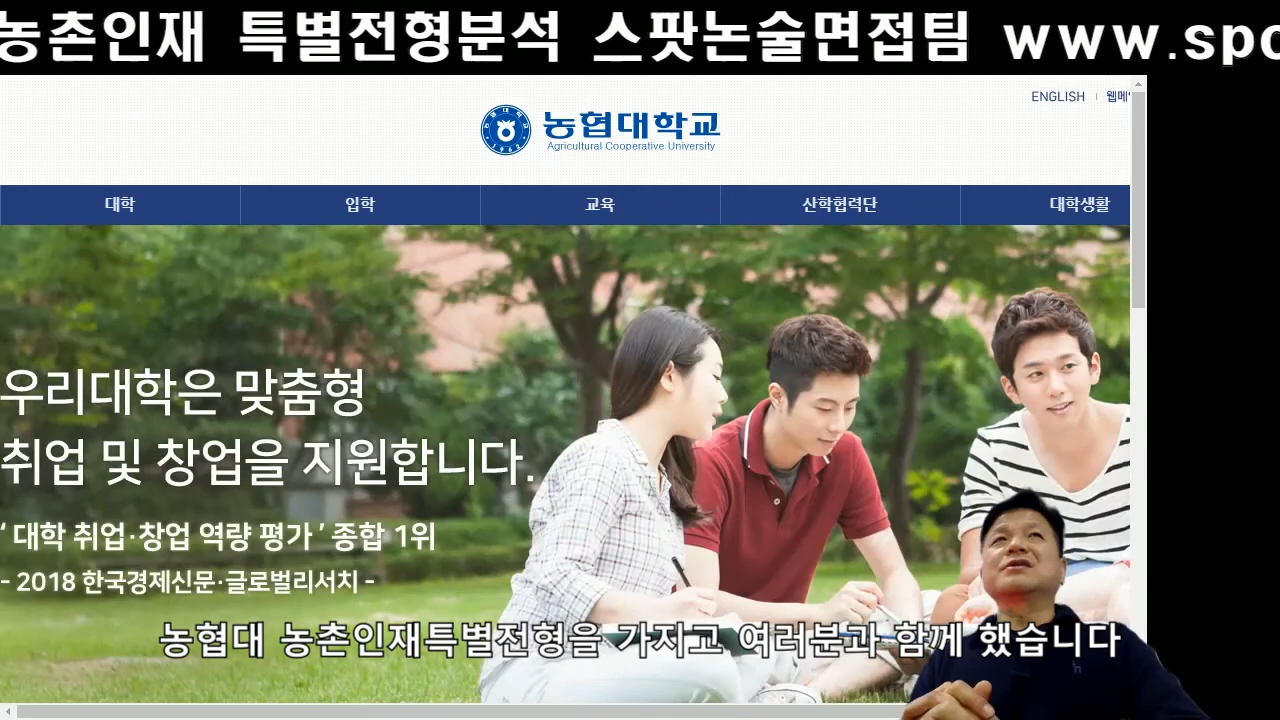 농촌인재 특별전형분석 스팟논술면접팀 www.spo
ENGLISH 웹메
농협대학교
Agricultural Cooperative University
1962
대학 입학 교육 산학협력단 대학생활
우리대학은 맞춤형
취업 및 창업을 지원합니다.
‘ 대학 취업·창업 역량 평가 ’ 종합 1위
- 2018 한국경제신문·글로벌리서치 -
농협대 농촌인재특별전형을 가지고 여러분과 함께 했습니다